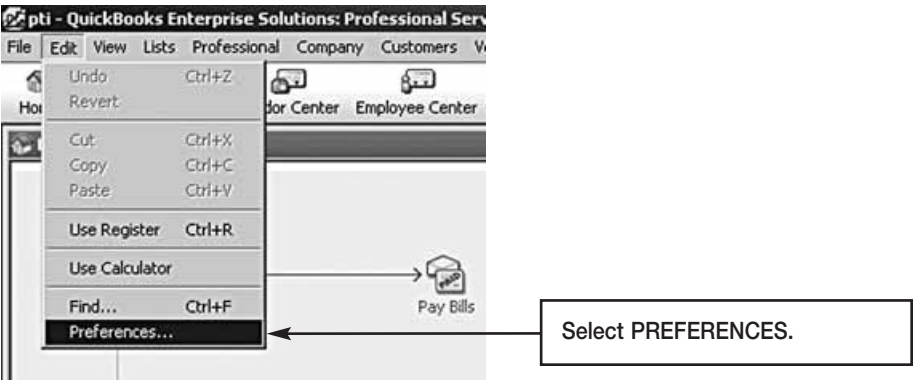 pti - QuickBooks Enterprise Solutions: Professional Serv
File Edit View Lists Professional Company Customers
Undo Ctrl+Z
Revert
Hor dor Center Employee Center
Cut Ctrl+X
Copy Ctrl+C
Paste Ctrl+V
Use Register Ctrl+R
Use Calculator
Find... Ctrl+F
Preferences...
PAID
Pay Bills
Select PREFERENCES.